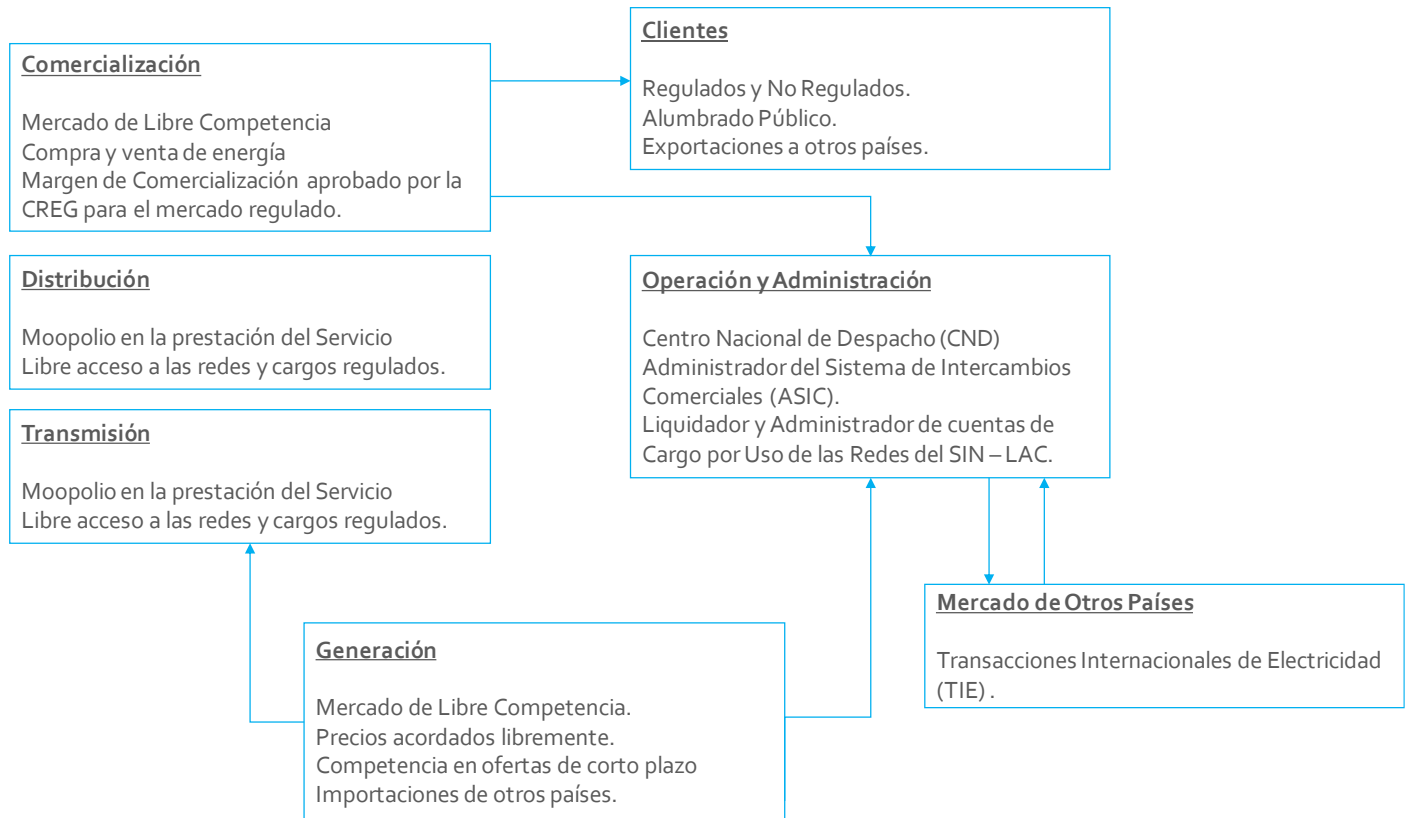 Comercialización
Mercado de Libre Competencia
Compra y venta de energía
Margen de Comercialización aprobado por la
CREG para el mercado regulado.
Clientes
Regulados y No Regulados.
Alumbrado Público.
Exportaciones a otros países.
Distribución
Moopolio en la prestación del Servicio
Libre acceso a las redes y cargos regulados.
Operación y Administración
Centro Nacional de Despacho (CND)
Administrador del Sistema de Intercambios
Comerciales (ASIC).
Liquidador y Administrador de cuentas de
Cargo por Uso de las Redes del SIN – LAC.
Transmisión
Moopolio en la prestación del Servicio
Libre acceso a las redes y cargos regulados.
Mercado de Otros Países
Transacciones Internacionales de Electricidad
(TIE) .
Generación
Mercado de Libre Competencia.
Precios acordados libremente.
Competencia en ofertas de corto plazo
Importaciones de otros países.